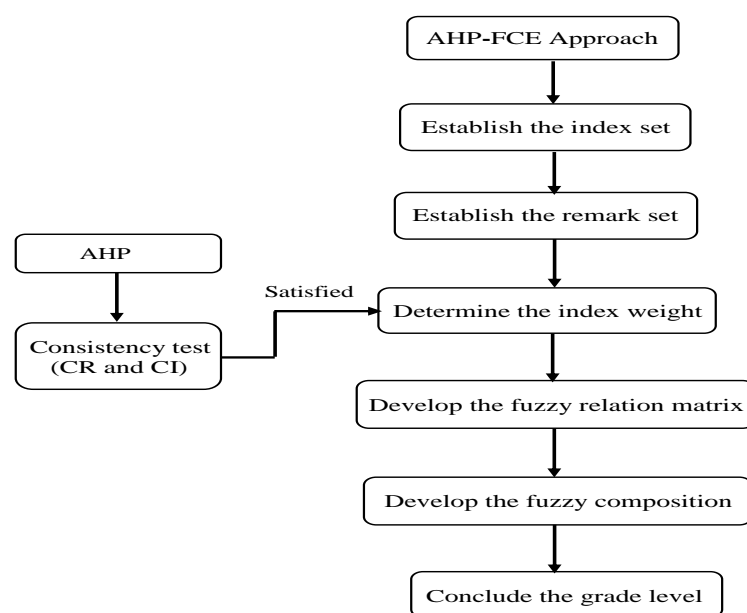 AHP-FCE Approach
Establish the index set
Establish the remark set
AHP
Satisfied
Determine the index weight
Consistency test
(CR and CI)
Develop the fuzzy relation matrix
Develop the fuzzy composition
Conclude the grade level